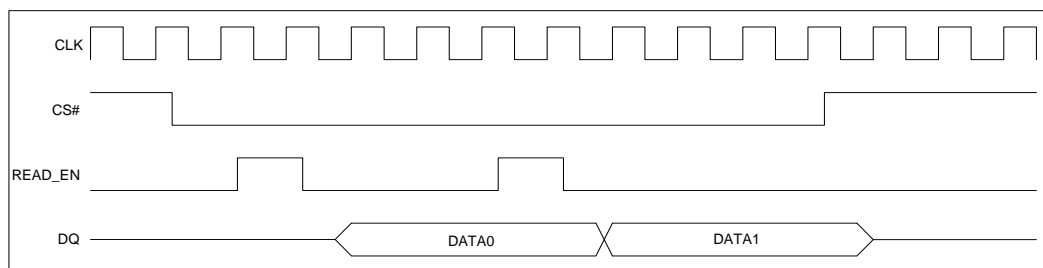 CLK
CS#
READ_EN
DQ
DATA0
DATA1